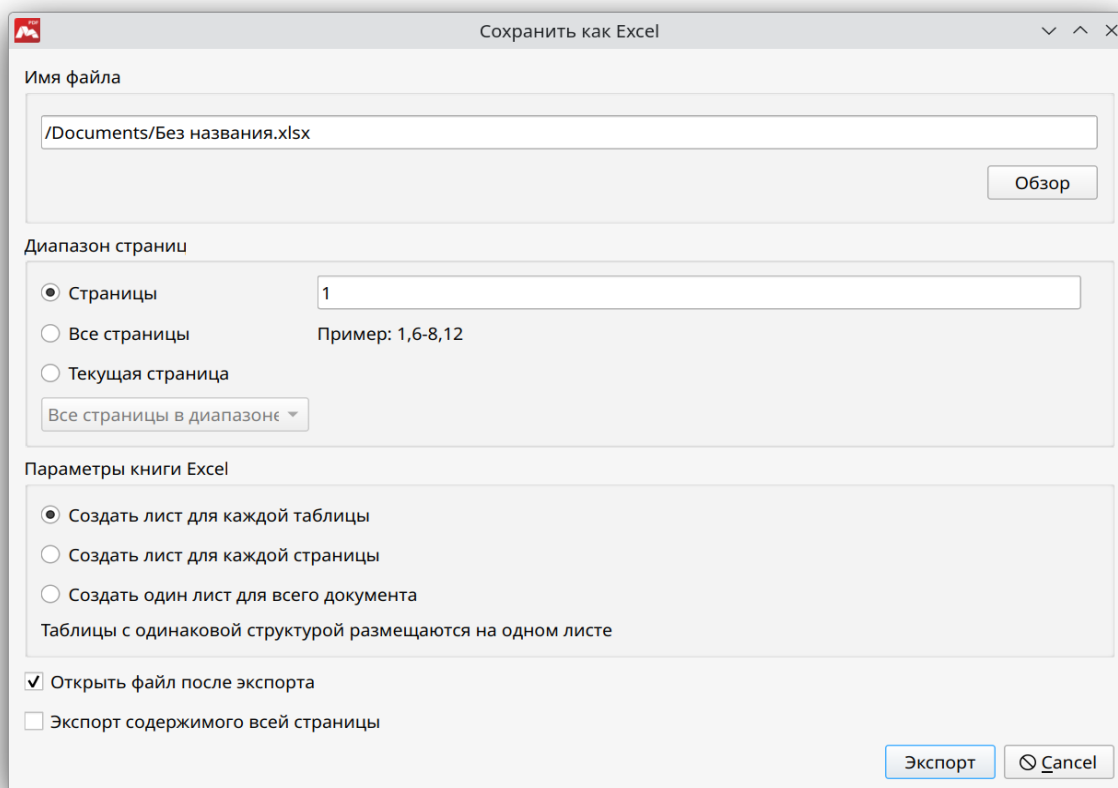 PDF
Сохранить как Excel
Имя файла
/Documents/Без названия.xlsx
Обзор
Диапазон страниц
Страницы 1
Все страницы Пример: 1,6-8,12
Текущая страница
Все страницы в диапазоне
Параметры книги Excel
Создать лист для каждой таблицы
Создать лист для каждой страницы
Создать один лист для всего документа
Таблицы с одинаковой структурой размещаются на одном листе
Открыть файл после экспорта
Экспорт содержимого всей страницы
Экспорт Cancel